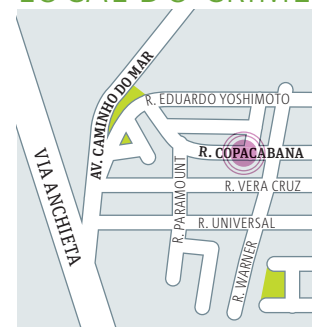 LOCAL DO CRIME
AV. CAMINHO DO MAR
R. EDUARDO YOSHIMOTO
R. COPACABANA
VIA ANCHIETA
R. PARAMOUNT
R. VERA CRUZ
R. UNIVERSAL
R. WARNER